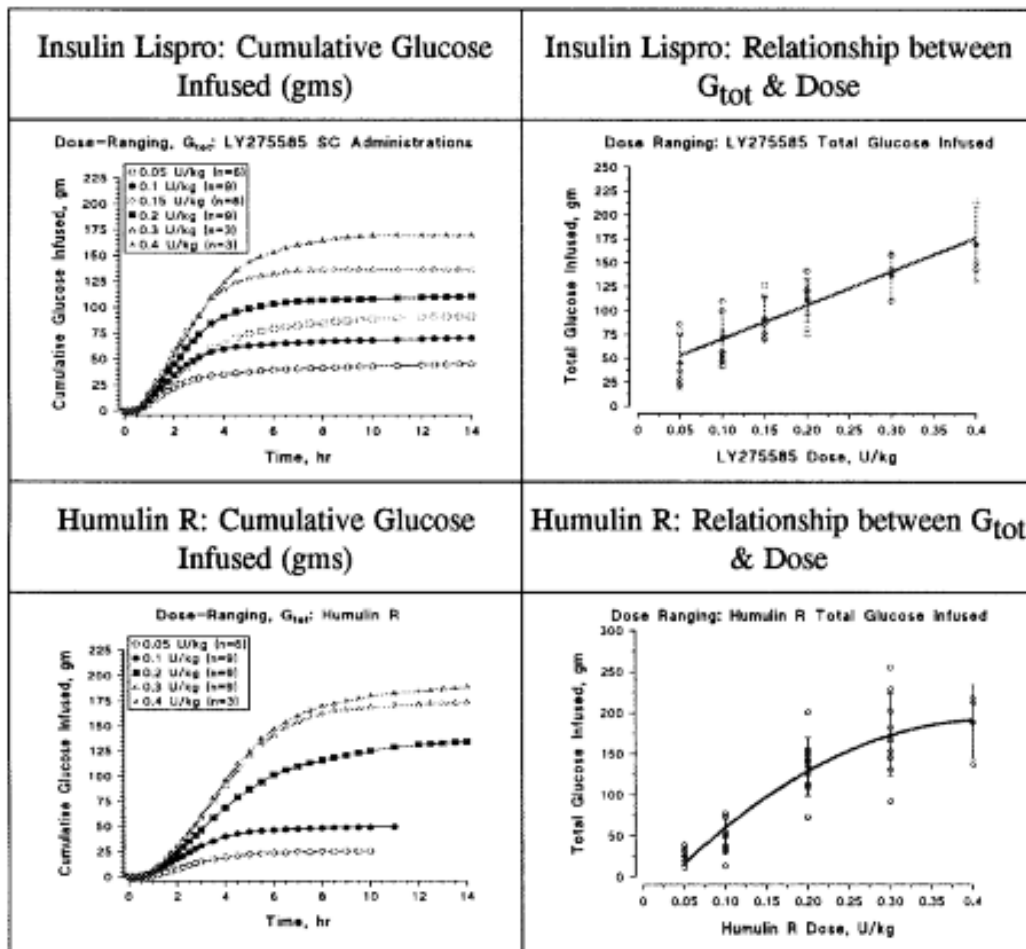 Insulin Lispro: Cumulative Glucose
Infused (gms)
Insulin Lispro: Relationship between
G_tot & Dose
Dose-Ranging, G_tot: LY275585 SC Administrations
0.05 U/kg (n=6)
0.1 U/kg (n=9)
0.15 U/kg (n=6)
0.2 U/kg (n=9)
0.3 U/kg (n=3)
0.4 U/kg (n=3)
Cumulative Glucose Infused, gm
225
200
175
150
125
100
75
50
25
0
0 2 4 6 8 10 12 14
Time, hr
Dose Ranging: LY275585 Total Glucose Infused
Total Glucose Infused, gm
250
225
200
175
150
125
100
75
50
25
0
0 0.05 0.10 0.15 0.20 0.25 0.30 0.35 0.4
LY275585 Dose, U/kg
Humulin R: Cumulative Glucose
Infused (gms)
Humulin R: Relationship between G_tot
& Dose
Dose-Ranging, G_tot: Humulin R
0.05 U/kg (n=6)
0.1 U/kg (n=9)
0.2 U/kg (n=9)
0.3 U/kg (n=9)
0.4 U/kg (n=3)
Cumulative Glucose Infused, gm
225
200
175
150
125
100
75
50
25
0
0 2 4 6 8 10 12 14
Time, hr
Dose Ranging: Humulin R Total Glucose Infused
Total Glucose Infused, gm
300
250
200
150
100
50
0
0 0.05 0.10 0.15 0.20 0.25 0.30 0.35 0.4
Humulin R Dose, U/kg